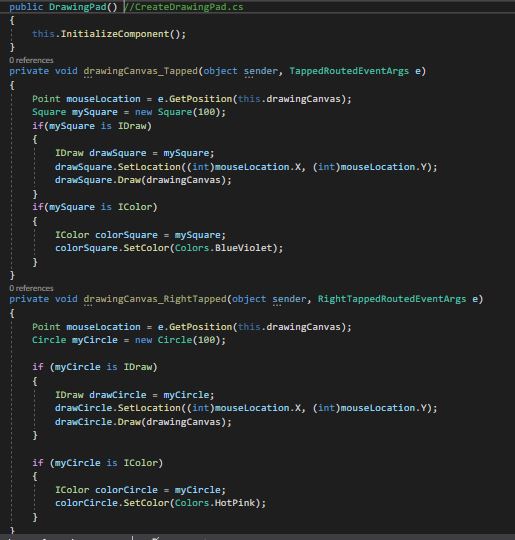 public DrawingPad() //CreateDrawingPad.cs
{
this.InitializeComponent();
}
0 references
private void drawingCanvas_Tapped(object sender, TappedRoutedEventArgs e)
{
Point mouseLocation = e.GetPosition(this.drawingCanvas);
Square mySquare = new Square(100);
if(mySquare is IDraw)
{
IDraw drawSquare = mySquare;
drawSquare.SetLocation((int)mouseLocation.X, (int)mouseLocation.Y);
drawSquare.Draw(drawingCanvas);
}
if(mySquare is IColor)
{
IColor colorSquare = mySquare;
colorSquare.SetColor(Colors.BlueViolet);
}
}
0 references
private void drawingCanvas_RightTapped(object sender, RightTappedRoutedEventArgs e)
{
Point mouseLocation = e.GetPosition(this.drawingCanvas);
Circle myCircle = new Circle(100);
if (myCircle is IDraw)
{
IDraw drawCircle = myCircle;
drawCircle.SetLocation((int)mouseLocation.X, (int)mouseLocation.Y);
drawCircle.Draw(drawingCanvas);
}
if (myCircle is IColor)
{
IColor colorCircle = myCircle;
colorCircle.SetColor(Colors.HotPink);
}
}